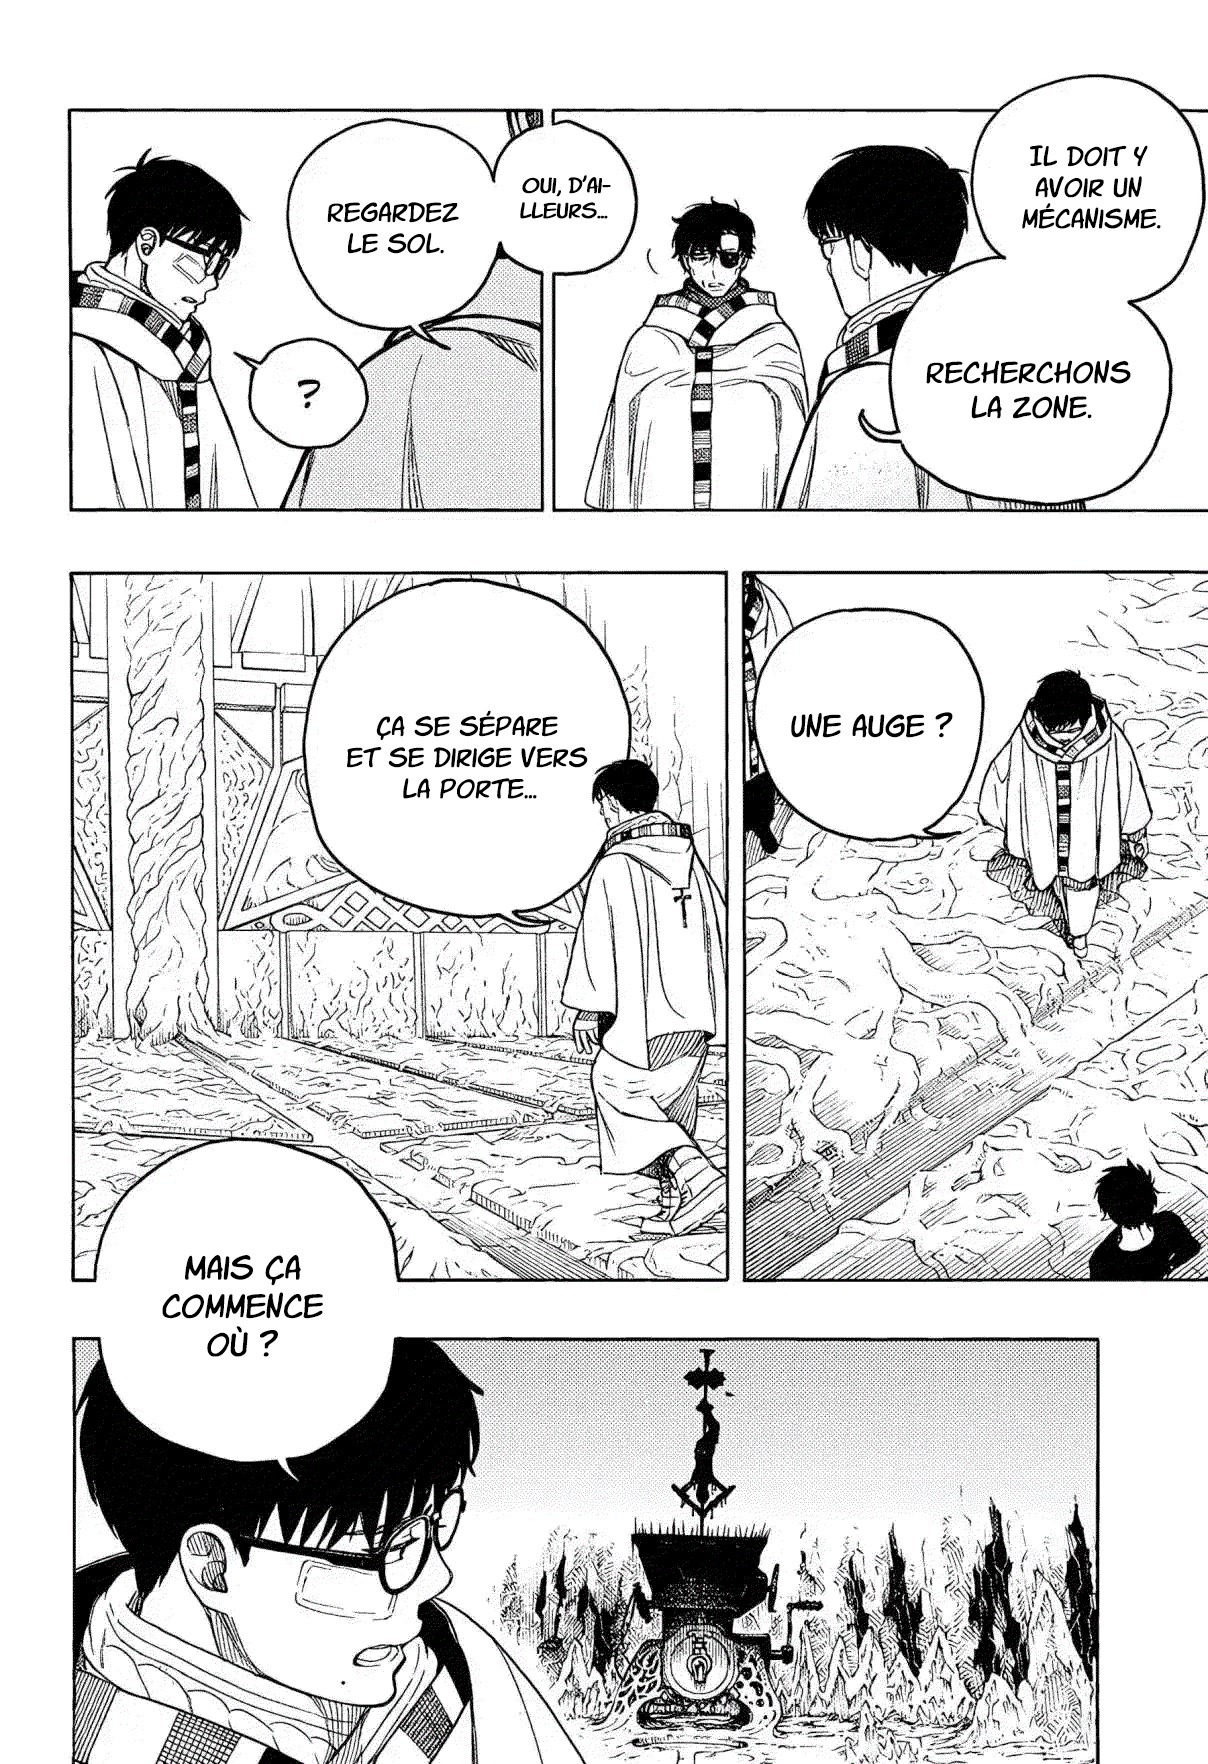 IL DOIT Y
AVOIR UN
MÉCANISME.
RECHERCHONS
LA ZONE.
OUI, D'AI-
LLEURS...
REGARDEZ
LE SOL.
?
UNE AUGE ?
ÇA SE SÉPARE
ET SE DIRIGE VERS
LA PORTE...
MAIS ÇA
COMMENCE
OÙ ?